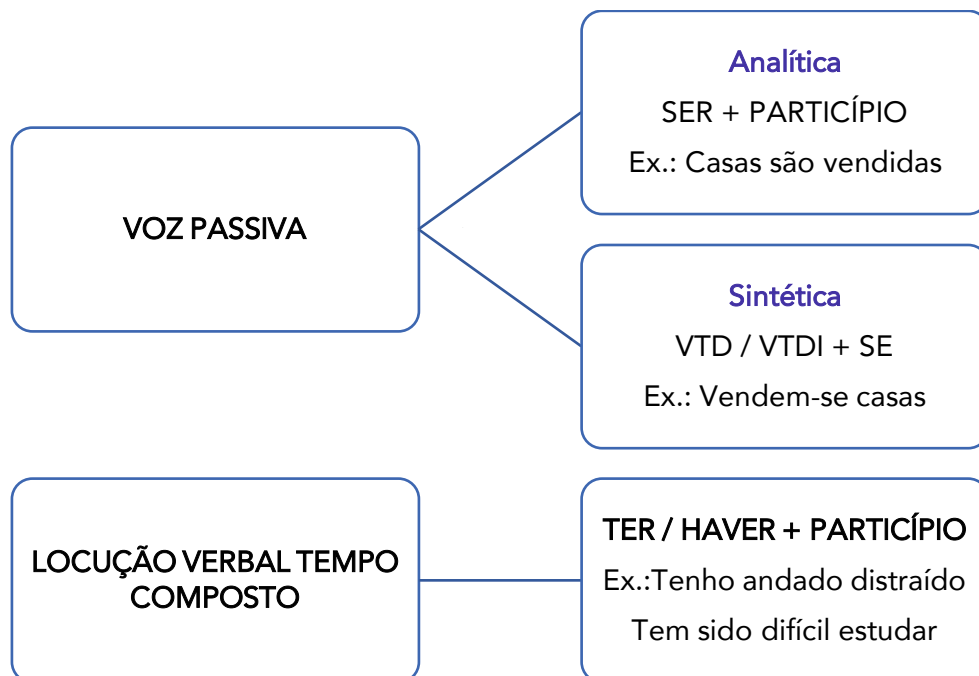 VOZ PASSIVA
Analítica
SER + PARTICÍPIO
Ex.: Casas são vendidas
Sintética
VTD / VTDI + SE
Ex.: Vendem-se casas
LOCUÇÃO VERBAL TEMPO
COMPOSTO
TER / HAVER + PARTICÍPIO
Ex.:Tenho andado distraído
Tem sido difícil estudar